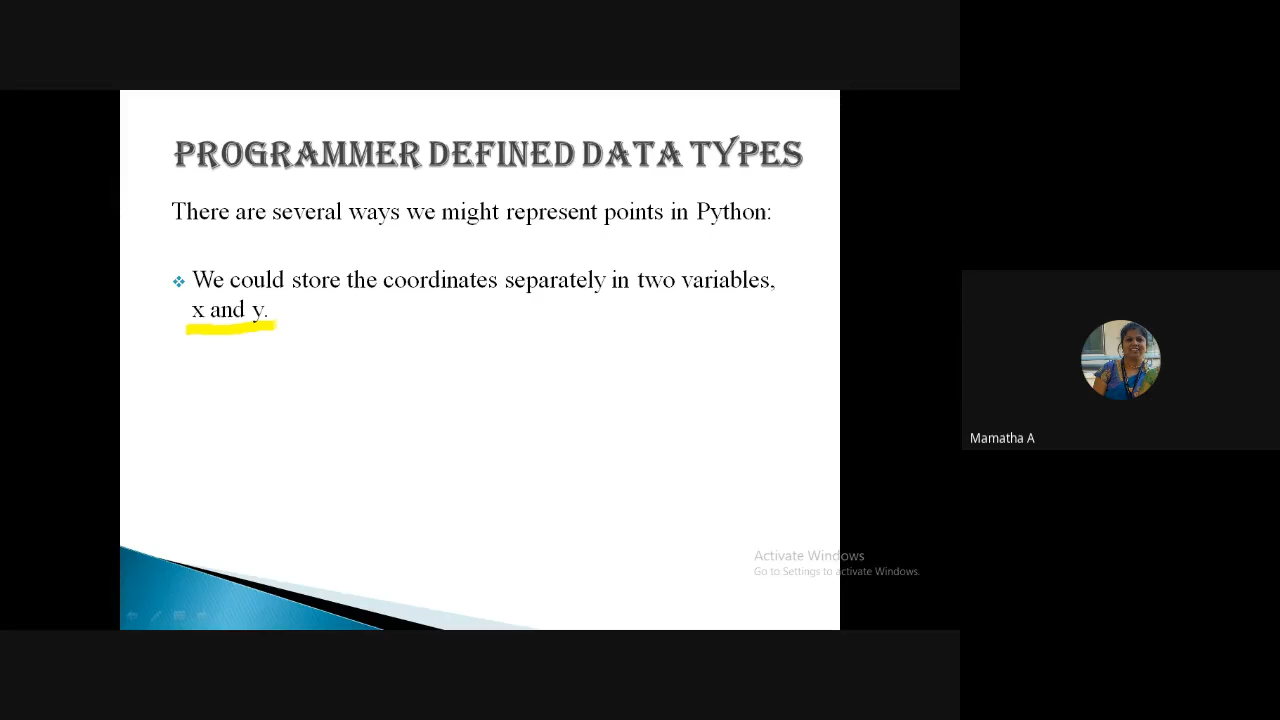 PROGRAMMER DEFINED DATA TYPES
There are several ways we might represent points in Python:
We could store the coordinates separately in two variables,
x and y.
Mamatha A
Activate Windows
Go to Settings to activate Windows.